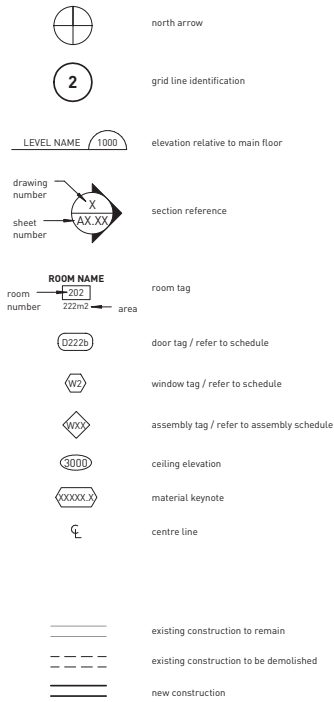 north arrow
2
grid line identification
LEVEL NAME 1000
elevation relative to main floor
drawing
number
X
AX.XX
sheet
number
section reference
ROOM NAME
202
222m2
room
number
area
room tag
D222b
door tag / refer to schedule
W2
window tag / refer to schedule
WXX
assembly tag / refer to assembly schedule
3000
ceiling elevation
XXXXX.X
material keynote
℄
centre line
existing construction to remain
existing construction to be demolished
new construction